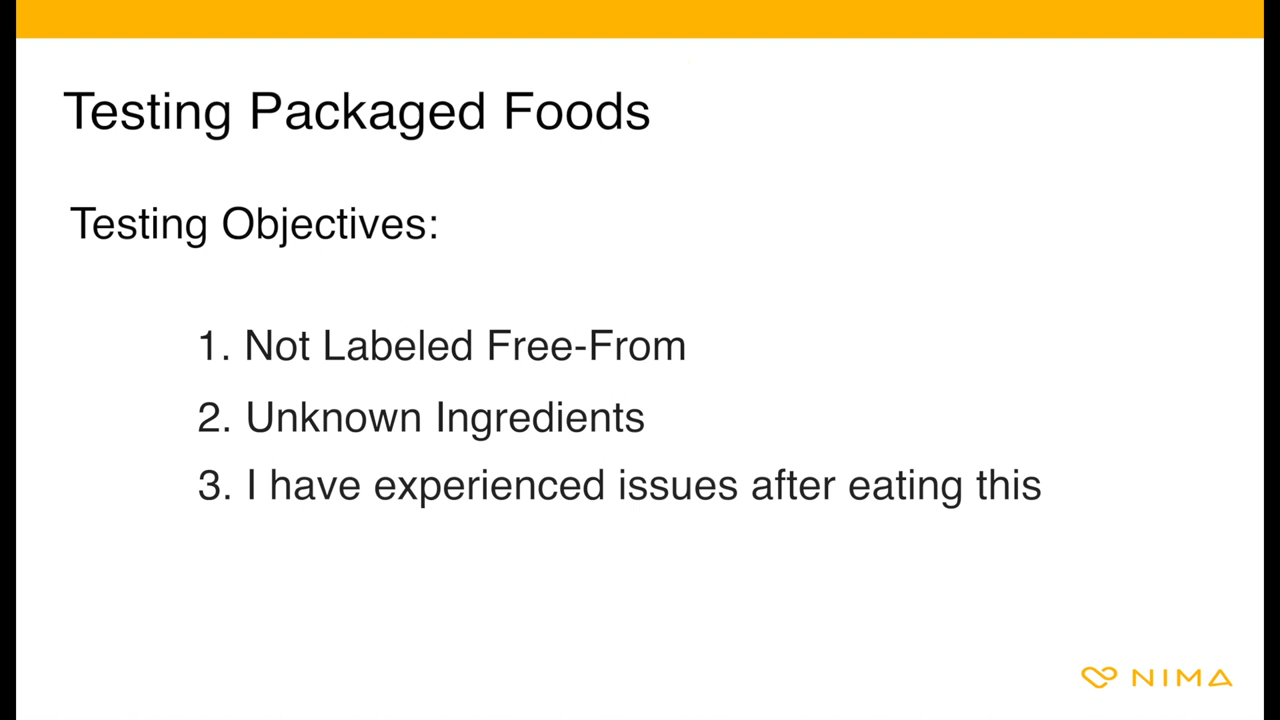 Testing Packaged Foods
Testing Objectives:
1. Not Labeled Free-From
2. Unknown Ingredients
3. I have experienced issues after eating this
NIMA